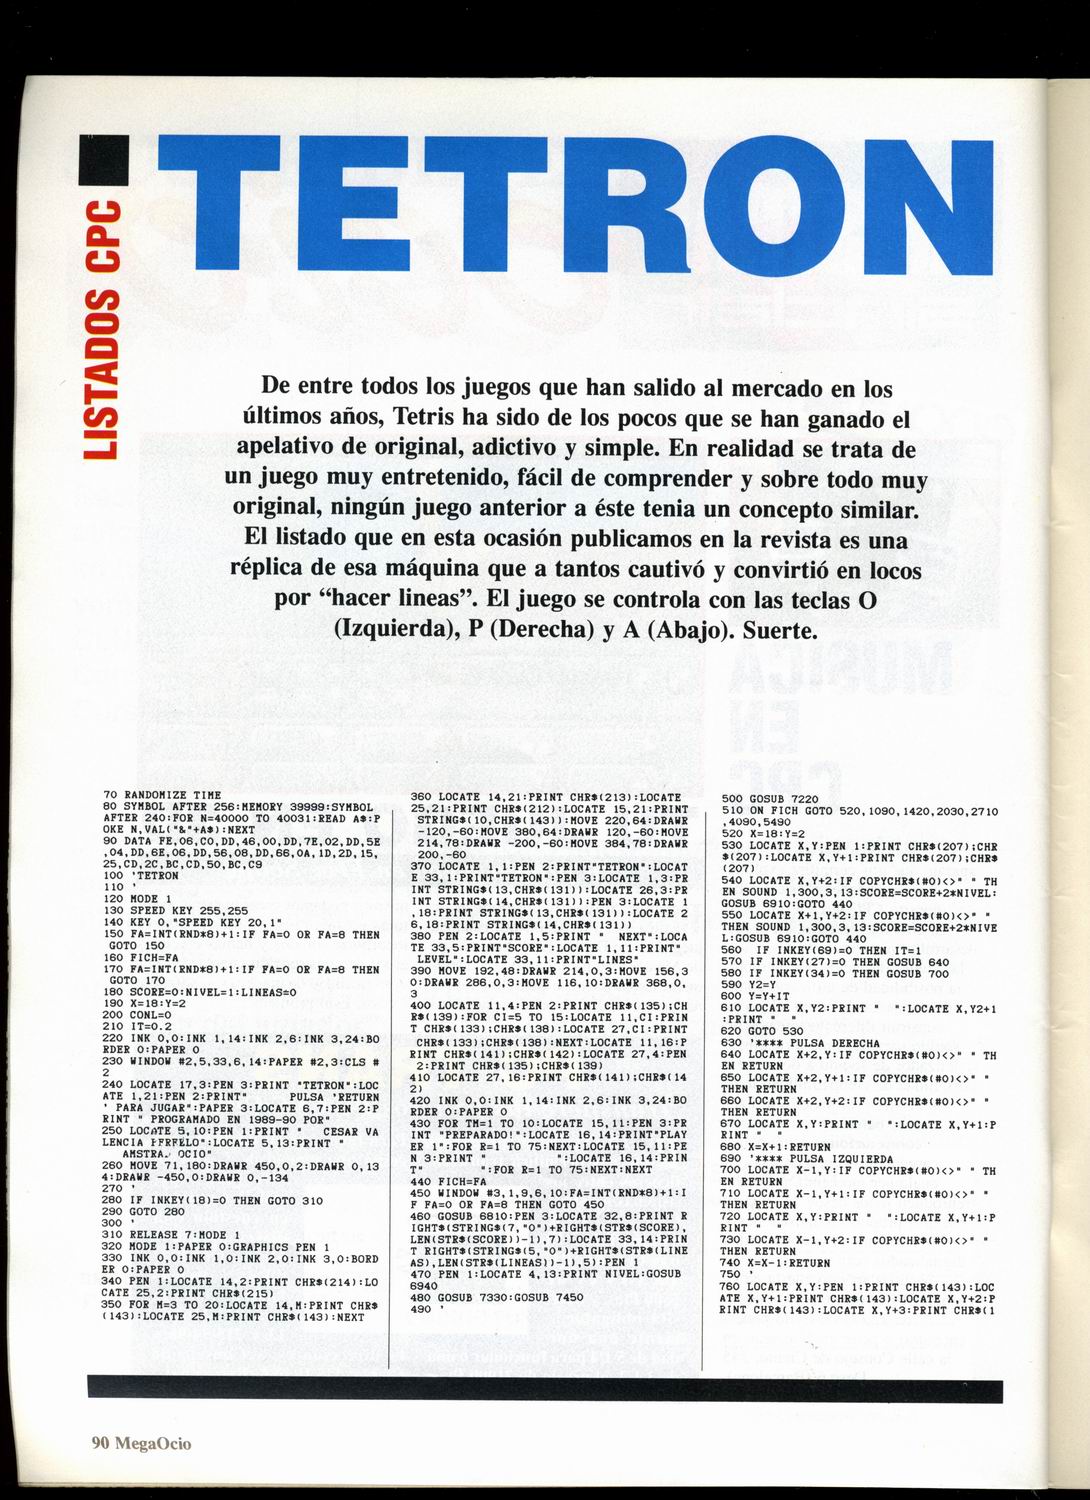 TETRON
LISTADOS CPC
De entre todos los juegos que han salido al mercado en los
últimos años, Tetris ha sido de los pocos que se han ganado el
apelativo de original, adictivo y simple. En realidad se trata de
un juego muy entretenido, fácil de comprender y sobre todo muy
original, ningún juego anterior a éste tenia un concepto similar.
El listado que en esta ocasión publicamos en la revista es una
réplica de esa máquina que a tantos cautivó y convirtió en locos
por “hacer lineas”. El juego se controla con las teclas O
(Izquierda), P (Derecha) y A (Abajo). Suerte.
70 RANDOMIZE TIME
80 SYMBOL AFTER 256:MEMORY 39999:SYMBOL
AFTER 240:FOR N=40000 TO 40031:READ A$:P
OKE N,VAL("&"+A$):NEXT
90 DATA FE,06,C0,DD,46,00,DD,7E,02,DD,5E
,04,DD,6E,06,DD,56,08,DD,66,0A,1D,2D,15,
25,CD,2C,BC,CD,50,BC,C9
100 'TETRON
110 '
120 MODE 1
130 SPEED KEY 255,255
140 KEY 0,"SPEED KEY 20,1"
150 FA=INT(RND*8)+1:IF FA=0 OR FA=8 THEN
GOTO 150
160 FICH=FA
170 FA=INT(RND*8)+1:IF FA=0 OR FA=8 THEN
GOTO 170
180 SCORE=0:NIVEL=1:LINEAS=0
190 X=18:Y=2
200 CONL=0
210 IT=0.2
220 INK 0,0:INK 1,14:INK 2,6:INK 3,24:BO
RDER 0:PAPER 0
230 WINDOW #2,5,33,6,14:PAPER #2,3:CLS #
2
240 LOCATE 17,3:PEN 3:PRINT "TETRON":LOC
ATE 1,21:PEN 2:PRINT"     PULSA 'RETURN
' PARA JUGAR":PAPER 3:LOCATE 6,7:PEN 2:P
RINT " PROGRAMADO EN 1989-90 POR"
250 LOCATE 5,10:PEN 1:PRINT "   CESAR VA
LENCIA":LOCATE 5,13:PRINT "
OCIO"
260 MOVE 71,180:DRAWR 450,0,2:DRAWR 0,13
4:DRAWR -450,0:DRAWR 0,-134
270 '
280 IF INKEY(18)=0 THEN GOTO 310
290 GOTO 280
300 '
310 RELEASE 7:MODE 1
320 MODE 1:PAPER 0:GRAPHICS PEN 1
330 INK 0,0:INK 1,0:INK 2,0:INK 3,0:BORD
ER 0:PAPER 0
340 PEN 1:LOCATE 14,2:PRINT CHR$(214):LO
CATE 25,2:PRINT CHR$(215)
350 FOR M=3 TO 20:LOCATE 14,M:PRINT CHR$
(143):LOCATE 25,M:PRINT CHR$(143):NEXT
360 LOCATE 14,21:PRINT CHR$(213):LOCATE
25,21:PRINT CHR$(212):LOCATE 15,21:PRINT
STRING$(10,CHR$(143)):MOVE 220,64:DRAWR
-120,-60:MOVE 380,64:DRAWR 120,-60:MOVE
214,78:DRAWR -200,-60:MOVE 384,78:DRAWR
200,-60
370 LOCATE 1,1:PEN 2:PRINT"TETRON":LOCAT
E 33,1:PRINT"TETRON":PEN 3:LOCATE 1,3:PR
INT STRING$(13,CHR$(131)):LOCATE 26,3:PR
INT STRING$(14,CHR$(131)):PEN 3:LOCATE 1
,18:PRINT STRING$(13,CHR$(131)):LOCATE 2
6,18:PRINT STRING$(14,CHR$(131))
380 PEN 2:LOCATE 1,5:PRINT "  NEXT":LOCA
TE 33,5:PRINT"SCORE":LOCATE 1,11:PRINT"
LEVEL":LOCATE 33,11:PRINT"LINES"
390 MOVE 192,48:DRAWR 214,0,3:MOVE 156,3
0:DRAWR 286,0,3:MOVE 116,10:DRAWR 368,0,
3
400 LOCATE 11,4:PEN 2:PRINT CHR$(135);CH
R$(139):FOR CI=5 TO 15:LOCATE 11,CI:PRIN
T CHR$(133);CHR$(138):LOCATE 27,CI:PRINT
CHR$(133);CHR$(138):NEXT:LOCATE 11,16:P
RINT CHR$(141);CHR$(142):LOCATE 27,4:PEN
2:PRINT CHR$(135);CHR$(139)
410 LOCATE 27,16:PRINT CHR$(141);CHR$(14
2)
420 INK 0,0:INK 1,14:INK 2,6:INK 3,24:BO
RDER 0:PAPER 0
430 FOR TM=1 TO 10:LOCATE 15,11:PEN 3:PR
INT "PREPARADO!":LOCATE 16,14:PRINT"PLAY
ER 1":FOR R=1 TO 75:NEXT:LOCATE 15,11:PE
N 3:PRINT "          ":LOCATE 16,14:PRIN
T"        ":FOR R=1 TO 75:NEXT:NEXT
440 FICH=FA
450 WINDOW #3,1,9,6,10:FA=INT(RND*8)+1:I
F FA=0 OR FA=8 THEN GOTO 450
460 GOSUB 6810:PEN 3:LOCATE 32,8:PRINT R
IGHT$(STRING$(7,"0")+RIGHT$(STR$(SCORE),
LEN(STR$(SCORE))-1),7):LOCATE 33,14:PRIN
T RIGHT$(STRING$(5,"0")+RIGHT$(STR$(LINE
AS),LEN(STR$(LINEAS))-1),5):PEN 1
470 PEN 1:LOCATE 4,13:PRINT NIVEL:GOSUB
6940
480 GOSUB 7330:GOSUB 7450
490 '
500 GOSUB 7220
510 ON FICH GOTO 520,1090,1420,2030,2710
,4090,5490
520 X=18:Y=2
530 LOCATE X,Y:PEN 1:PRINT CHR$(207);CHR
$(207):LOCATE X,Y+1:PRINT CHR$(207);CHR$
(207)
540 LOCATE X,Y+2:IF COPYCHR$(#0)<>" " TH
EN SOUND 1,300,3,13:SCORE=SCORE+2*NIVEL:
GOSUB 6910:GOTO 440
550 LOCATE X+1,Y+2:IF COPYCHR$(#0)<>" "
THEN SOUND 1,300,3,13:SCORE=SCORE+2*NIVE
L:GOSUB 6910:GOTO 440
560  IF INKEY(69)=0 THEN IT=1
570 IF INKEY(27)=0 THEN GOSUB 640
580 IF INKEY(34)=0 THEN GOSUB 700
590 Y2=Y
600 Y=Y+IT
610 LOCATE X,Y2:PRINT "  ":LOCATE X,Y2+1
:PRINT "  "
620 GOTO 530
630 '**** PULSA DERECHA
640 LOCATE X+2,Y:IF COPYCHR$(#0)<>" " TH
EN RETURN
650 LOCATE X+2,Y+1:IF COPYCHR$(#0)<>" "
THEN RETURN
660 LOCATE X+2,Y+2:IF COPYCHR$(#0)<>" "
THEN RETURN
670 LOCATE X,Y:PRINT "  ":LOCATE X,Y+1:P
RINT "  "
680 X=X+1:RETURN
690 '**** PULSA IZQUIERDA
700 LOCATE X-1,Y:IF COPYCHR$(#0)<>" " TH
EN RETURN
710 LOCATE X-1,Y+1:IF COPYCHR$(#0)<>" "
THEN RETURN
720 LOCATE X,Y:PRINT "  ":LOCATE X,Y+1:P
RINT "  "
730 LOCATE X-1,Y+2:IF COPYCHR$(#0)<>" "
THEN RETURN
740 X=X-1:RETURN
750 '
760 LOCATE X,Y:PEN 1:PRINT CHR$(143):LOC
ATE X,Y+1:PRINT CHR$(143):LOCATE X,Y+2:P
RINT CHR$(143):LOCATE X,Y+3:PRINT CHR$(1
90 MegaOcio